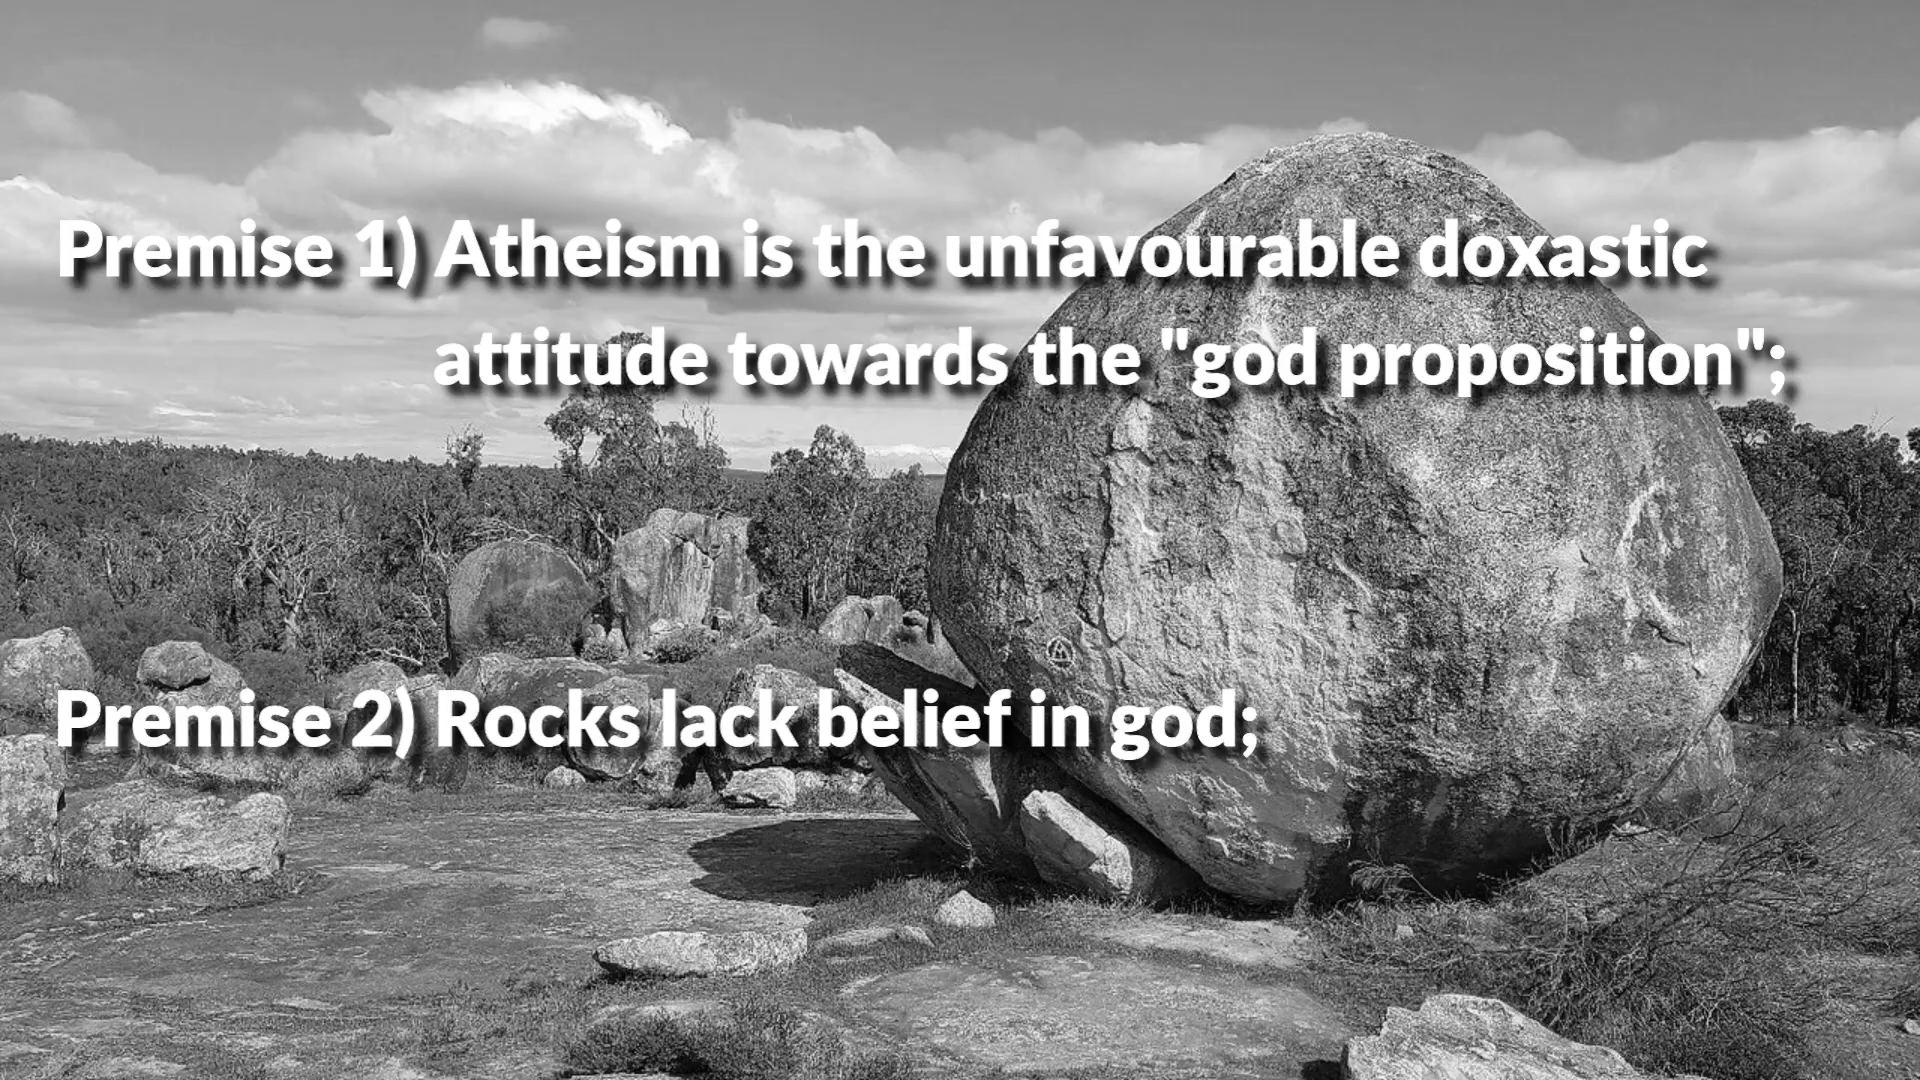 Premise 1) Atheism is the unfavourable doxastic
attitude towards the "god proposition";
Premise 2) Rocks lack belief in god;